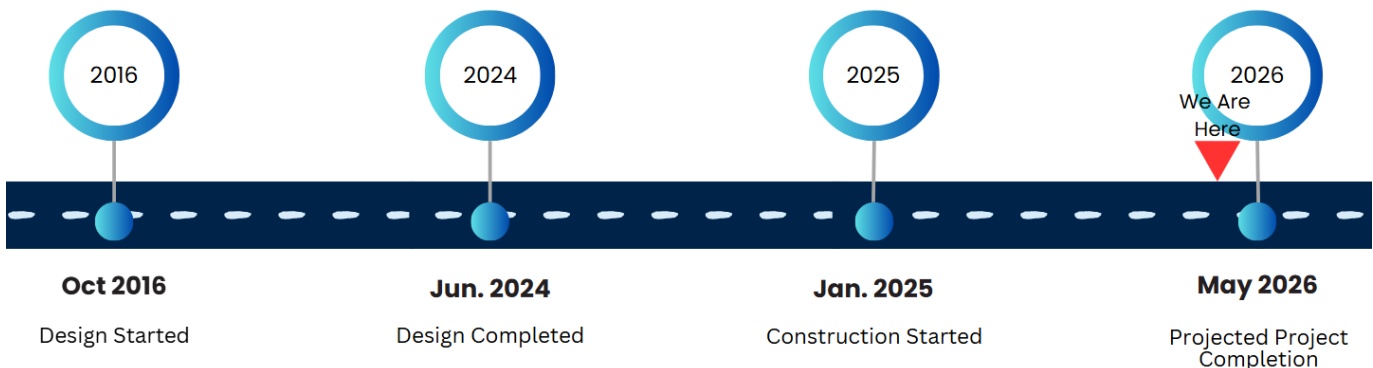 2016
2024
2025
2026
We Are
Here
Oct 2016
Jun. 2024
Jan. 2025
May 2026
Design Started
Design Completed
Construction Started
Projected Project
Completion